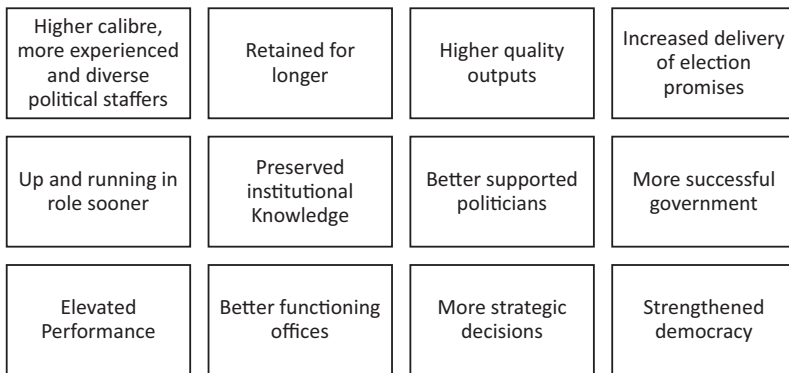 Higher calibre,
more experienced
and diverse
political staffers
Retained for
longer
Higher quality
outputs
Increased delivery
of election
promises
Up and running in
role sooner
Preserved
institutional
Knowledge
Better supported
politicians
More successful
government
Elevated
Performance
Better functioning
offices
More strategic
decisions
Strengthened
democracy